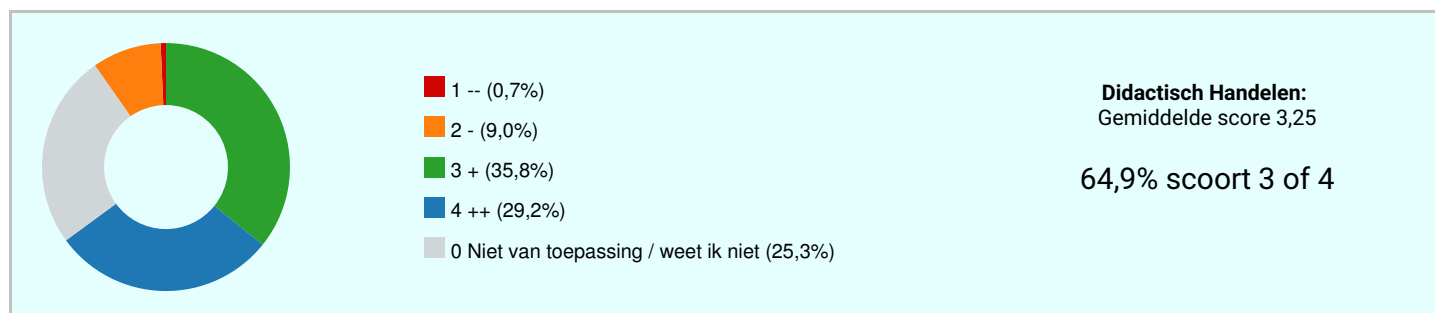 1 -- (0,7%)
2 - (9,0%)
3 + (35,8%)
4 ++ (29,2%)
0 Niet van toepassing / weet ik niet (25,3%)
Didactisch Handelen:
Gemiddelde score 3,25
64,9% scoort 3 of 4